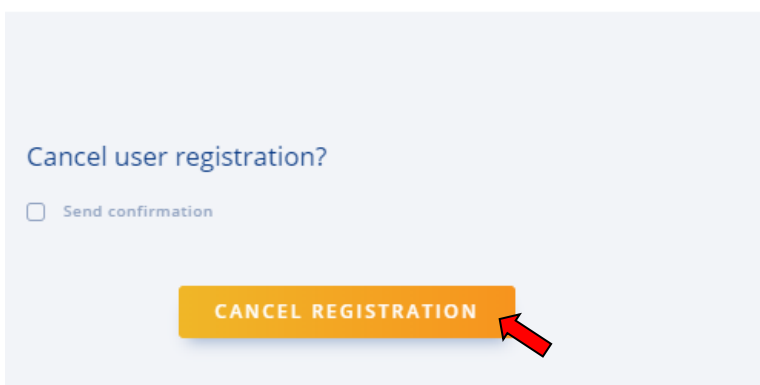 Cancel user registration?
Send confirmation
CANCEL REGISTRATION